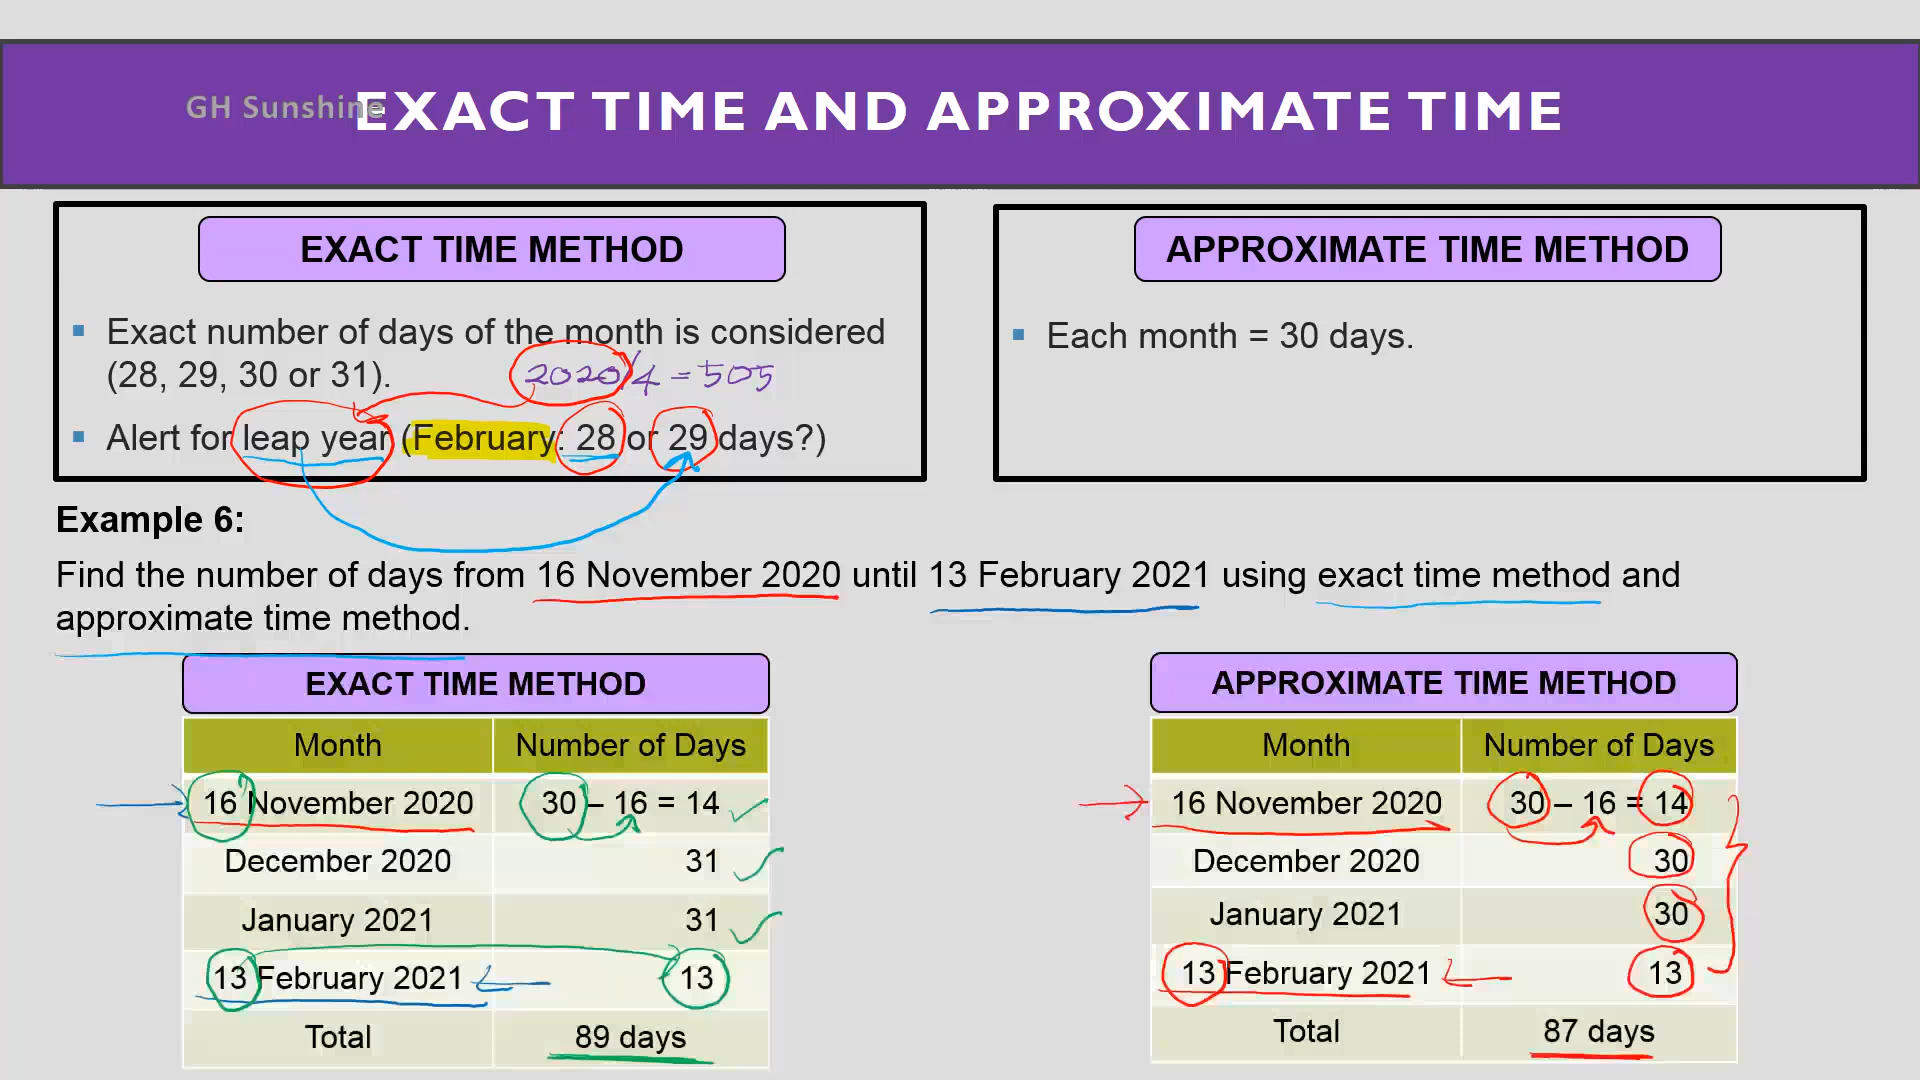 GH Sunshine
EXACT TIME AND APPROXIMATE TIME
EXACT TIME METHOD
Exact number of days of the month is considered
(28, 29, 30 or 31).
2020/4 = 505
Alert for leap year (February: 28 or 29 days?)
APPROXIMATE TIME METHOD
Each month = 30 days.
Example 6:
Find the number of days from 16 November 2020 until 13 February 2021 using exact time method and
approximate time method.
EXACT TIME METHOD
Month Number of Days
16 November 2020 30 – 16 = 14
December 2020 31
January 2021 31
13 February 2021 13
Total 89 days
APPROXIMATE TIME METHOD
Month Number of Days
16 November 2020 30 – 16 = 14
December 2020 30
January 2021 30
13 February 2021 13
Total 87 days